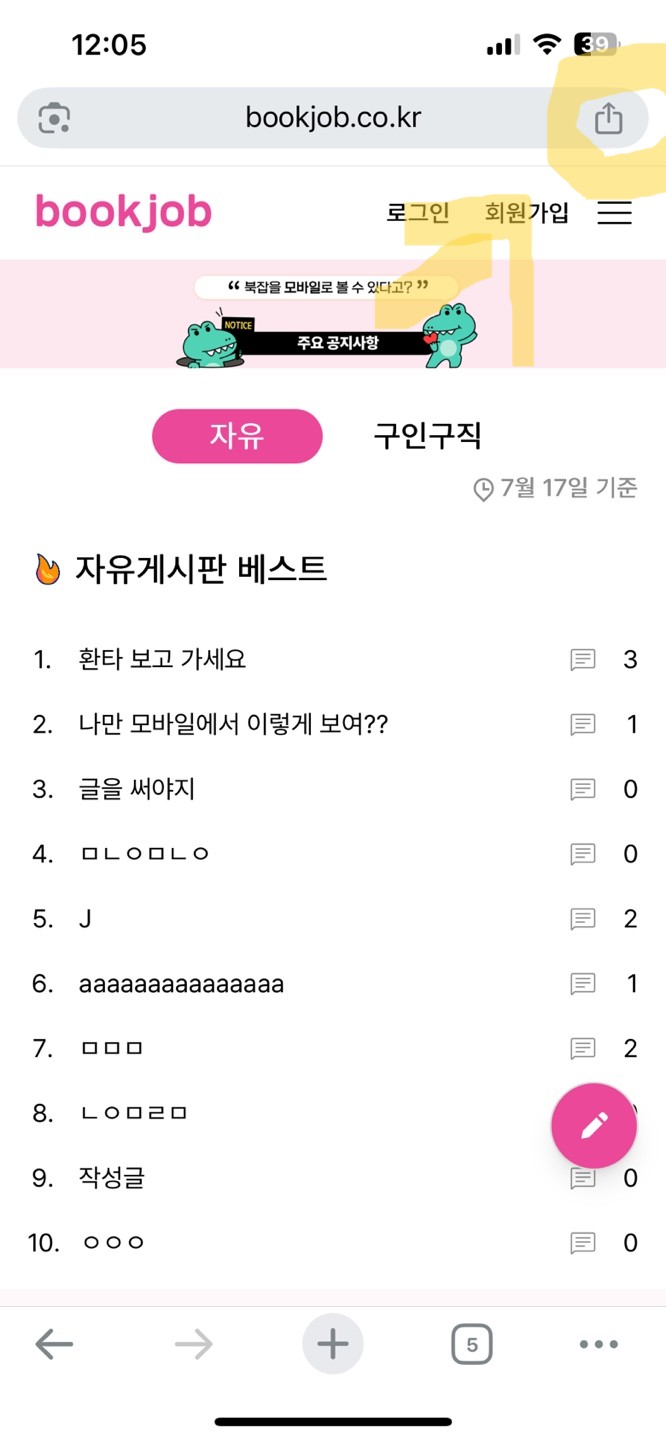 12:05
39
bookjob.co.kr
bookjob
로그인 회원가입
“ 북잡을 모바일로 볼 수 있다고? ”
NOTICE
주요 공지사항
자유 구인구직
7월 17일 기준
자유게시판 베스트
1. 환타 보고 가세요 3
2. 나만 모바일에서 이렇게 보여?? 1
3. 글을 써야지 0
4. ㅁㄴㅇㅁㄴㅇ 0
5. J 2
6. aaaaaaaaaaaaaaa 1
7. ㅁㅁㅁ 2
8. ㄴㅇㅁㄹㅁ
9. 작성글 0
10. ㅇㅇㅇ 0
5